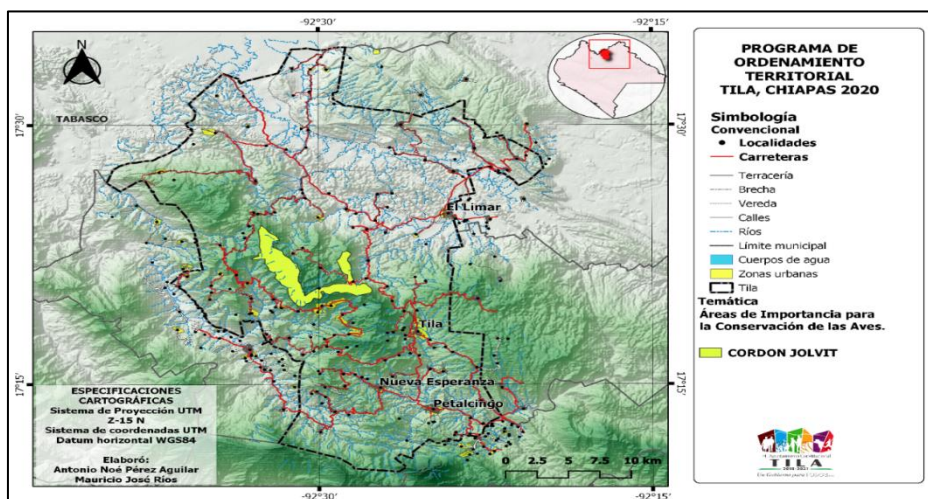 -92°30'
-92°15'
N
TABASCO
17°30'
17°30'
El Limar
Tila
17°15'
17°15'
Nueva Esperanza
Petalcingo
ESPECIFICACIONES
CARTOGRÁFICAS
Sistema de Proyección UTM
Z-15 N
Sistema de coordenadas UTM
Datum horizontal WGS84
Elaboró:
Antonio Noé Pérez Aguilar
Mauricio José Ríos
0 2.5 5 7.5 10 km
-92°30'
-92°15'
PROGRAMA DE
ORDENAMIENTO
TERRITORIAL
TILA, CHIAPAS 2020
Simbología
Convencional
Localidades
Carreteras
Terracería
Brecha
Vereda
Calles
Ríos
Límite municipal
Cuerpos de agua
Zonas urbanas
Tila
Temática
Áreas de Importancia para
la Conservación de las Aves.
CORDON JOLVIT
TILA